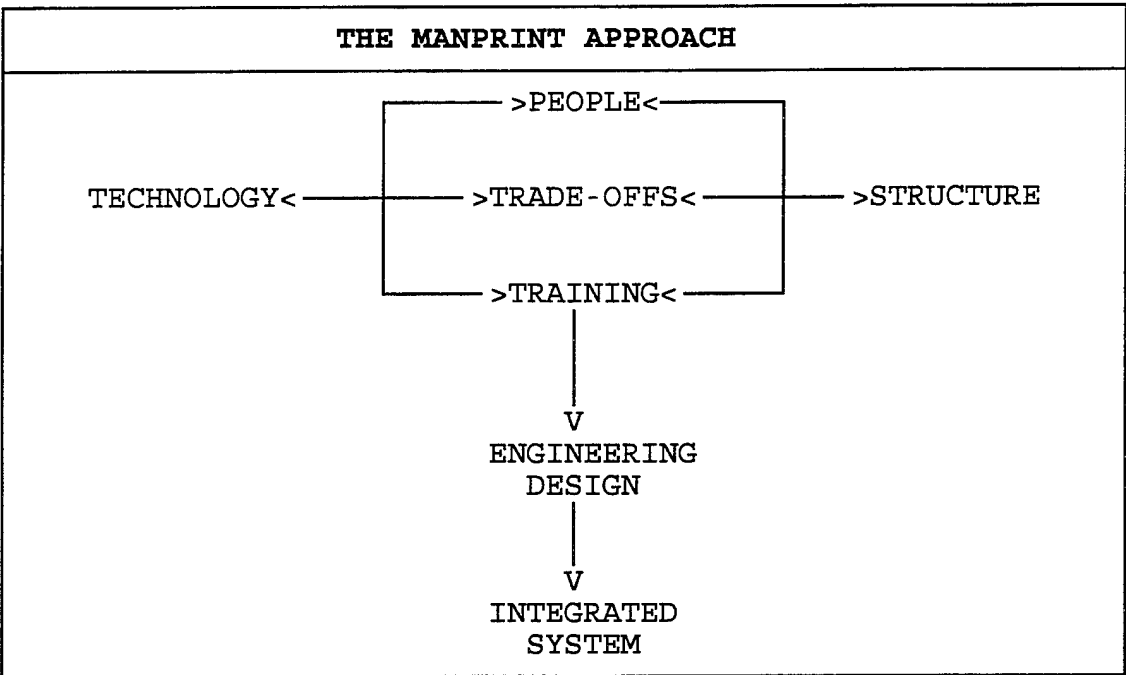 THE MANPRINT APPROACH
>PEOPLE<
TECHNOLOGY< >TRADE-OFFS< >STRUCTURE
>TRAINING<
V
ENGINEERING
DESIGN
V
INTEGRATED
SYSTEM